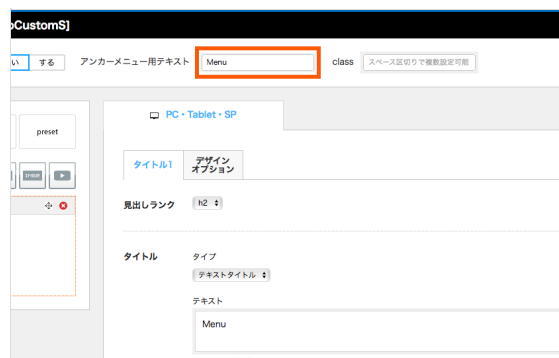 CustomS]
い する アンカーメニュー用テキスト Menu class スペース区切りで複数設定可能
PC・Tablet・SP
preset
タイトル1 デザイン
オプション
見出しランク h2
タイトル タイプ
テキストタイトル
テキスト
Menu